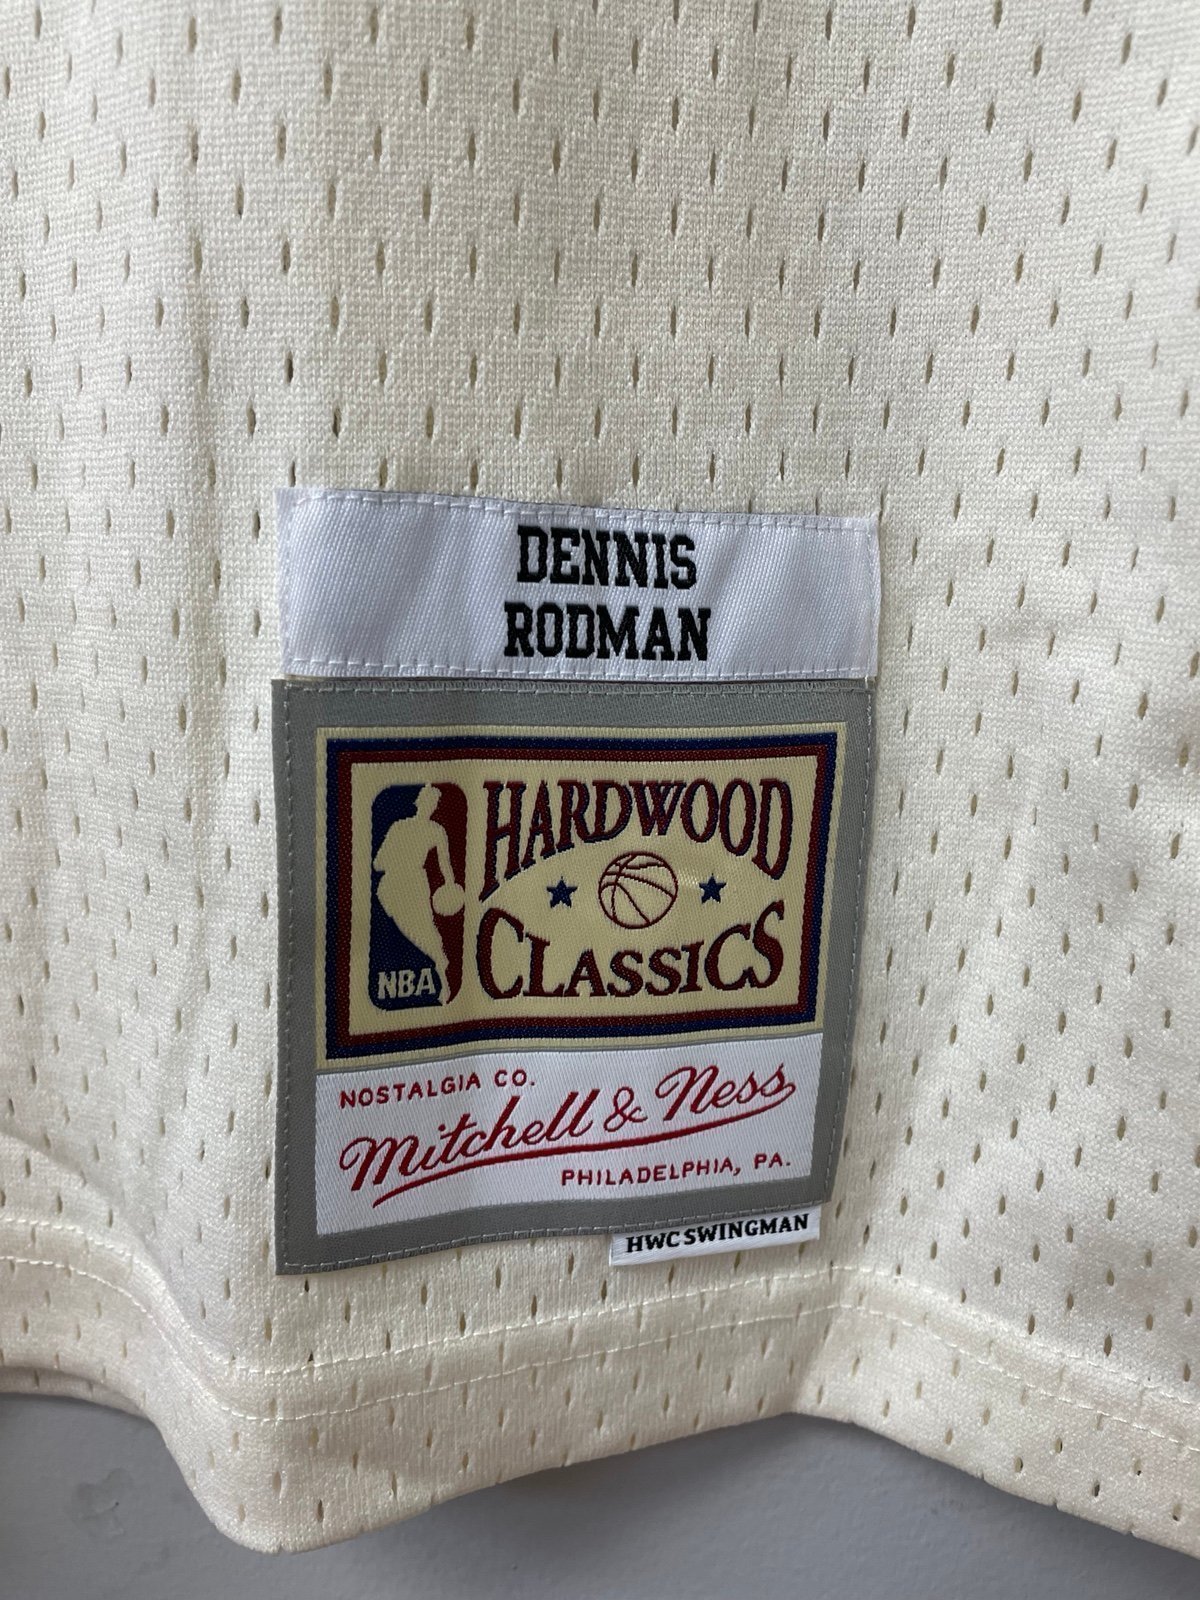 DENNIS
RODMAN
HARDWOOD
CLASSICS
NBA
NOSTALGIA CO.
Mitchell & Ness
PHILADELPHIA, PA.
HWC SWINGMAN